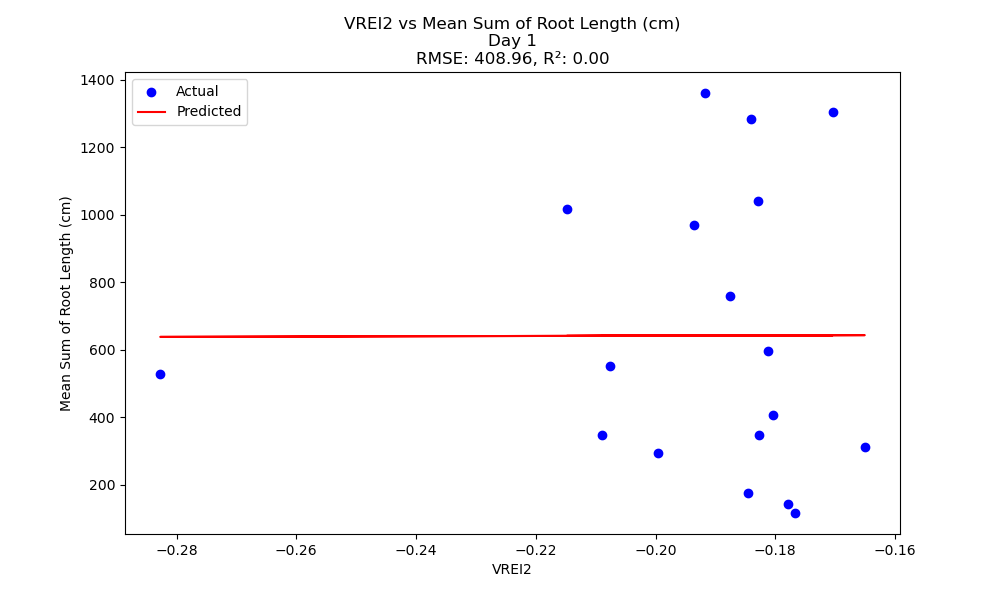 VREI2 vs Mean Sum of Root Length (cm)
Day 1
RMSE: 408.96, R²: 0.00
Actual
Predicted
Mean Sum of Root Length (cm)
1400
1200
1000
800
600
400
200
−0.28
−0.26
−0.24
−0.22
−0.20
−0.18
−0.16
VREI2